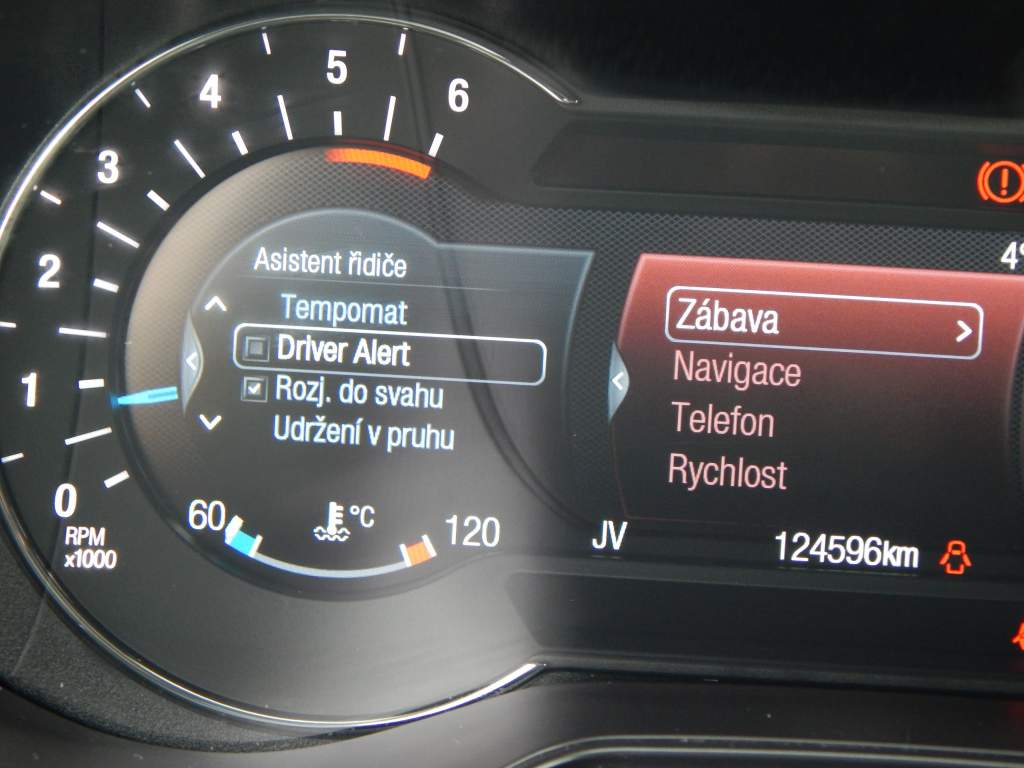 5
4
6
3
4°
Asistent řidiče
2
Tempomat
Zábava
Driver Alert
Navigace
1
Rozj. do svahu
Telefon
Udržení v pruhu
Rychlost
0
60
°C
120
JV
124596km
RPM
x1000